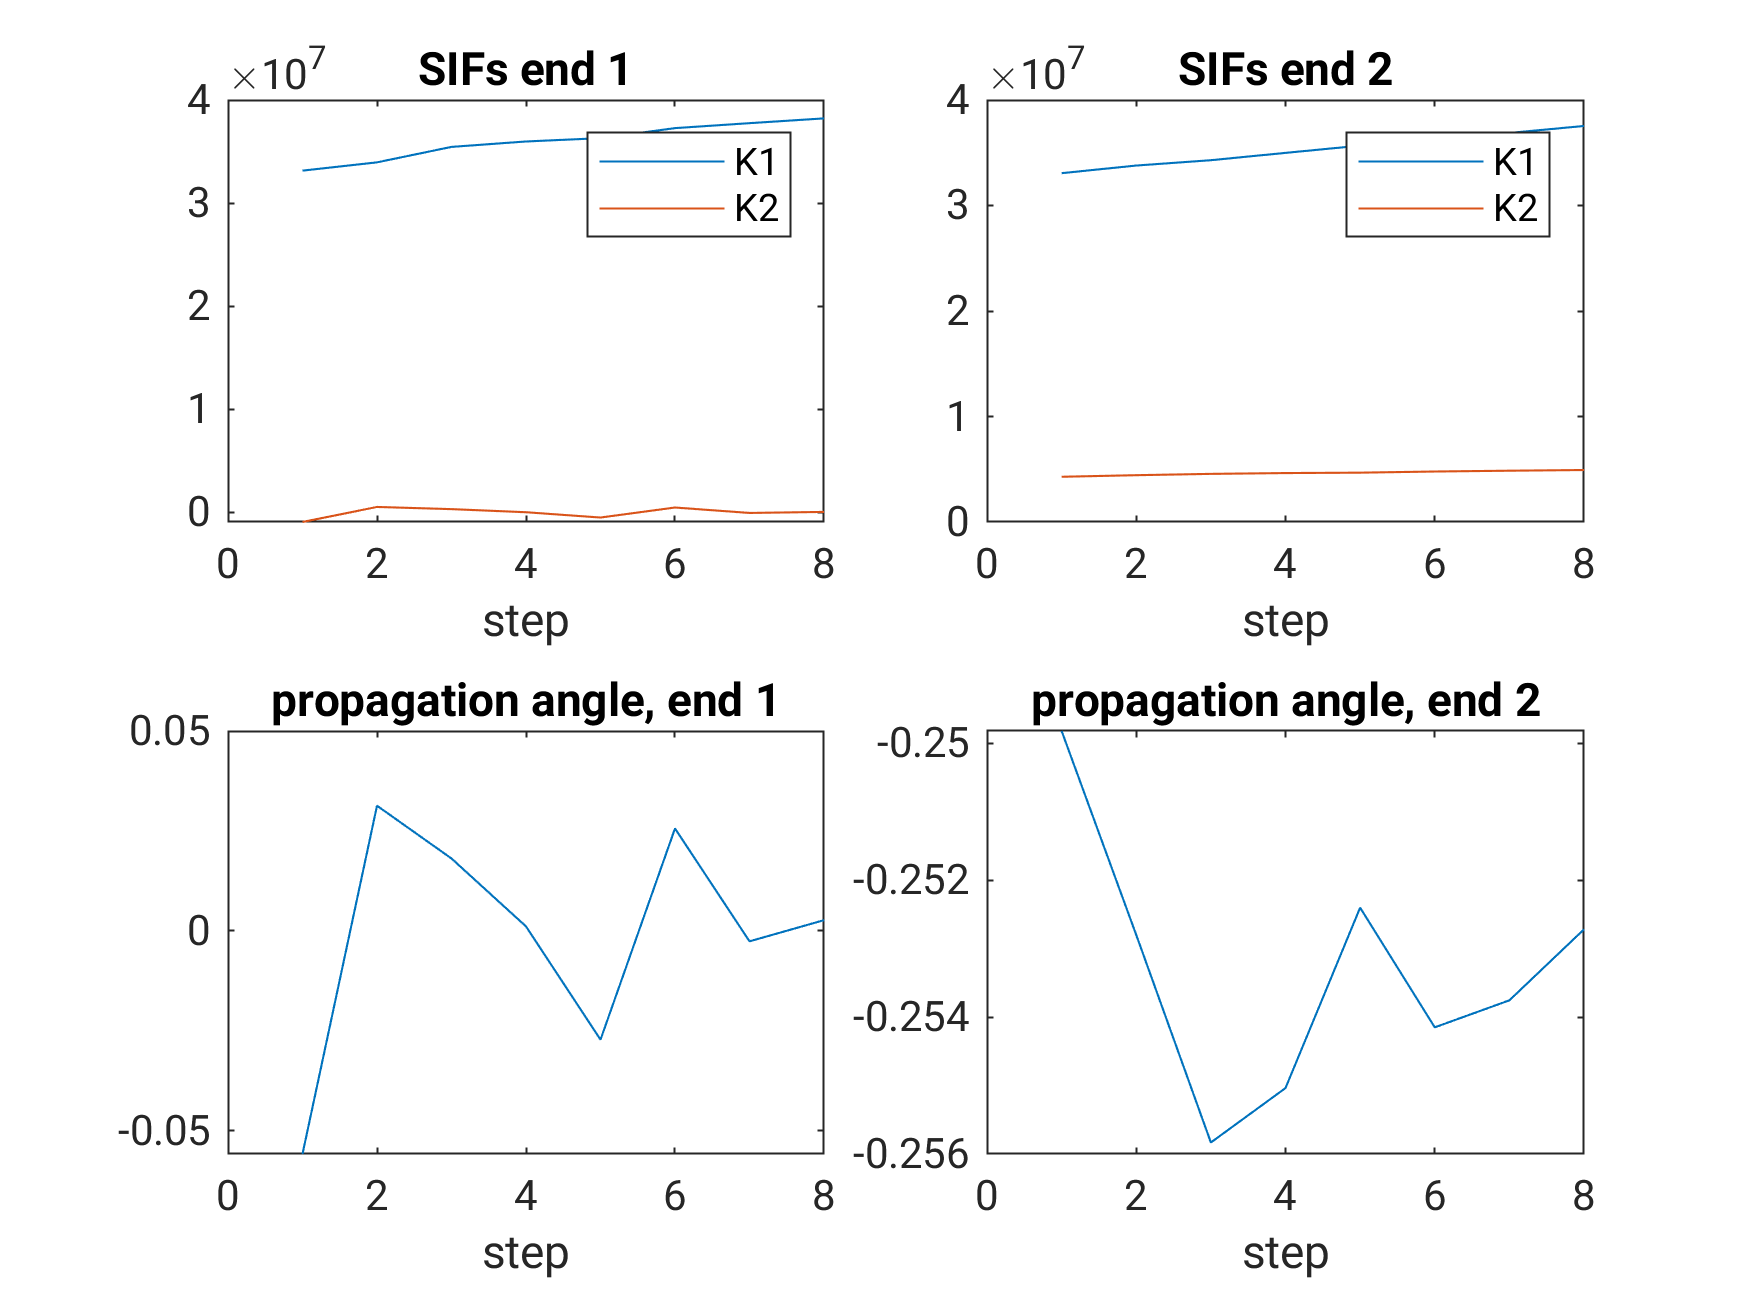 ×10^7
SIFs end 1
4
3
2
1
0
K1
K2
0 2 4 6 8
step
×10^7
SIFs end 2
4
3
2
1
0
K1
K2
0 2 4 6 8
step
propagation angle, end 1
0.05
0
-0.05
0 2 4 6 8
step
propagation angle, end 2
-0.25
-0.252
-0.254
-0.256
0 2 4 6 8
step